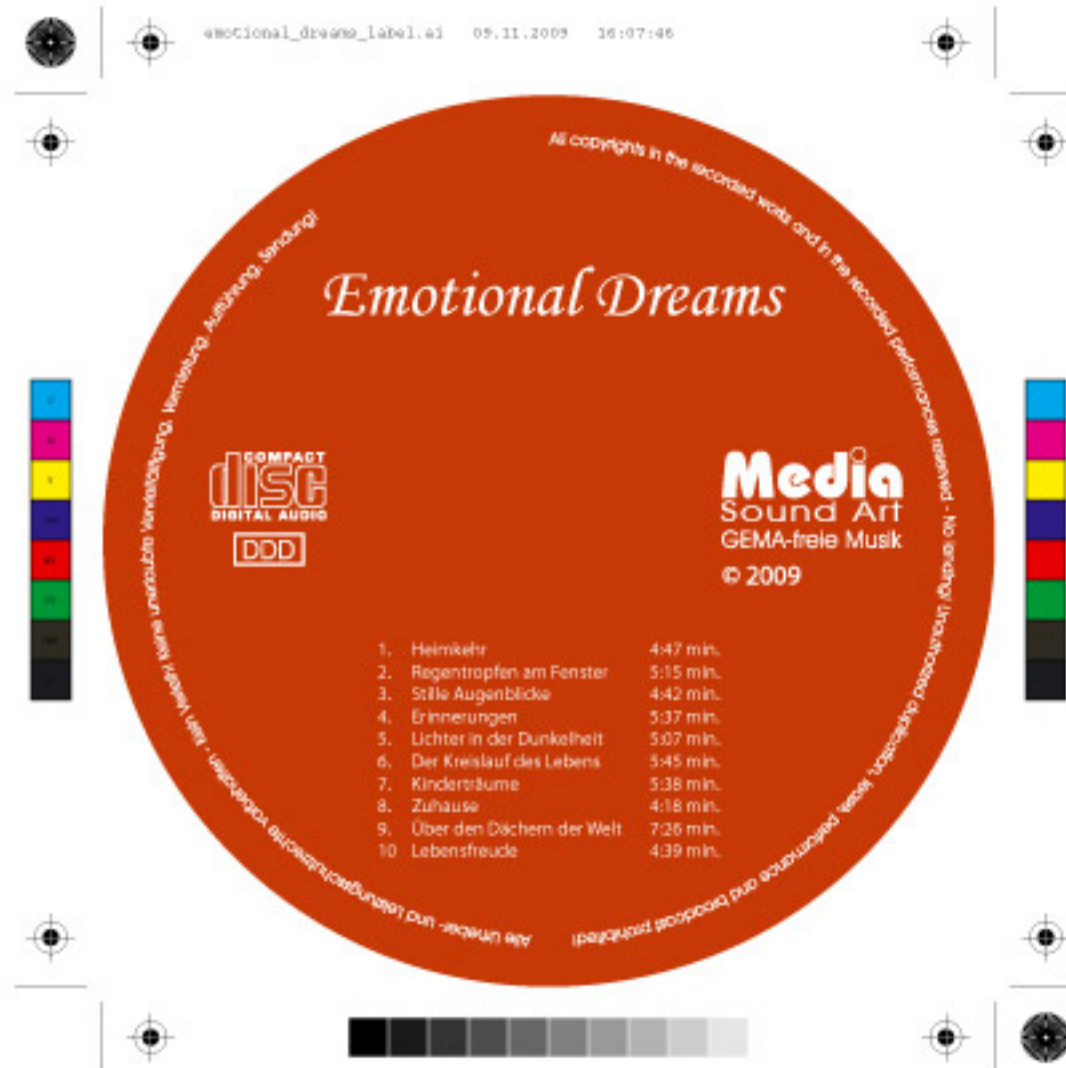 emotional_dreams_label.ai 09.11.2009 16:07:46
All copyrights in the recorded works and in the recorded performances reserved - No lending! Unauthorized duplication, lease, performance and broadcast prohibited!
Alle Urheber- und Leistungsschutzrechte vorbehalten - Kein Verleih! Keine unerlaubte Vervielfältigung, Vermietung, Aufführung, Sendung!
Emotional Dreams
COMPACT
disc
DIGITAL AUDIO
DDD
Media
Sound Art
GEMA-freie Musik
© 2009
1. Heimkehr 4:47 min.
2. Regentropfen am Fenster 5:15 min.
3. Stille Augenblicke 4:42 min.
4. Erinnerungen 5:37 min.
5. Lichter in der Dunkelheit 5:07 min.
6. Der Kreislauf des Lebens 5:45 min.
7. Kinderträume 5:38 min.
8. Zuhause 4:18 min.
9. Über den Dächern der Welt 7:26 min.
10 Lebensfreude 4:39 min.